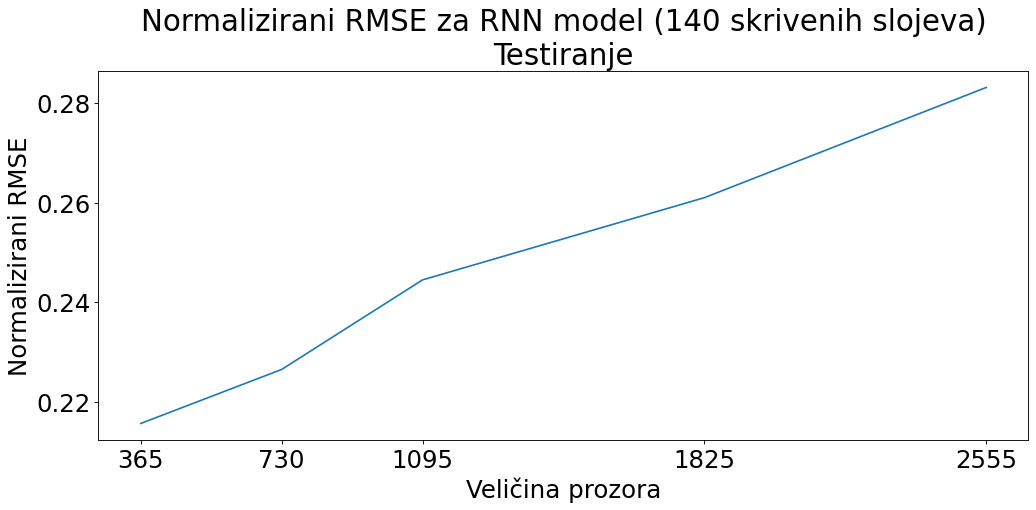 Normalizirani RMSE za RNN model (140 skrivenih slojeva)
Testiranje
Normalizirani RMSE
0.28
0.26
0.24
0.22
365 730 1095 1825 2555
Veličina prozora